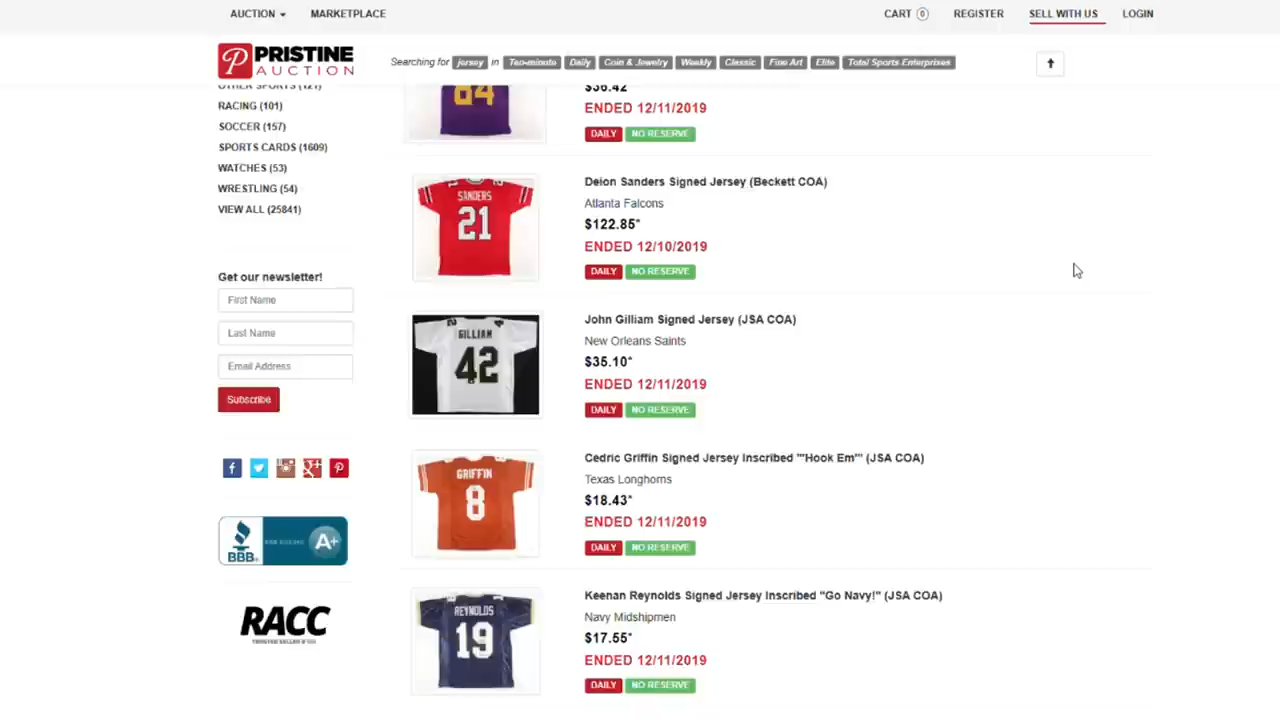 AUCTION
MARKETPLACE
CART 0
REGISTER
SELL WITH US
LOGIN
PRISTINE
AUCTION
Searching for jersey in Ten-minute Daily Coin & Jewelry Weekly Classic Fine Art Elite Total Sports Enterprises
OTHER SPORTS (121)
RACING (101)
SOCCER (157)
SPORTS CARDS (1609)
WATCHES (53)
WRESTLING (54)
VIEW ALL (25841)
Get our newsletter!
First Name
Last Name
Email Address
Subscribe
BBB
A+
RACC
84
$36.42
ENDED 12/11/2019
DAILY NO RESERVE
SANDERS
21
Deion Sanders Signed Jersey (Beckett COA)
Atlanta Falcons
$122.85*
ENDED 12/10/2019
DAILY NO RESERVE
GILLIAM
42
John Gilliam Signed Jersey (JSA COA)
New Orleans Saints
$35.10*
ENDED 12/11/2019
DAILY NO RESERVE
GRIFFIN
8
Cedric Griffin Signed Jersey Inscribed "'Hook Em'" (JSA COA)
Texas Longhorns
$18.43*
ENDED 12/11/2019
DAILY NO RESERVE
REYNOLDS
19
Keenan Reynolds Signed Jersey Inscribed "Go Navy!" (JSA COA)
Navy Midshipmen
$17.55*
ENDED 12/11/2019
DAILY NO RESERVE